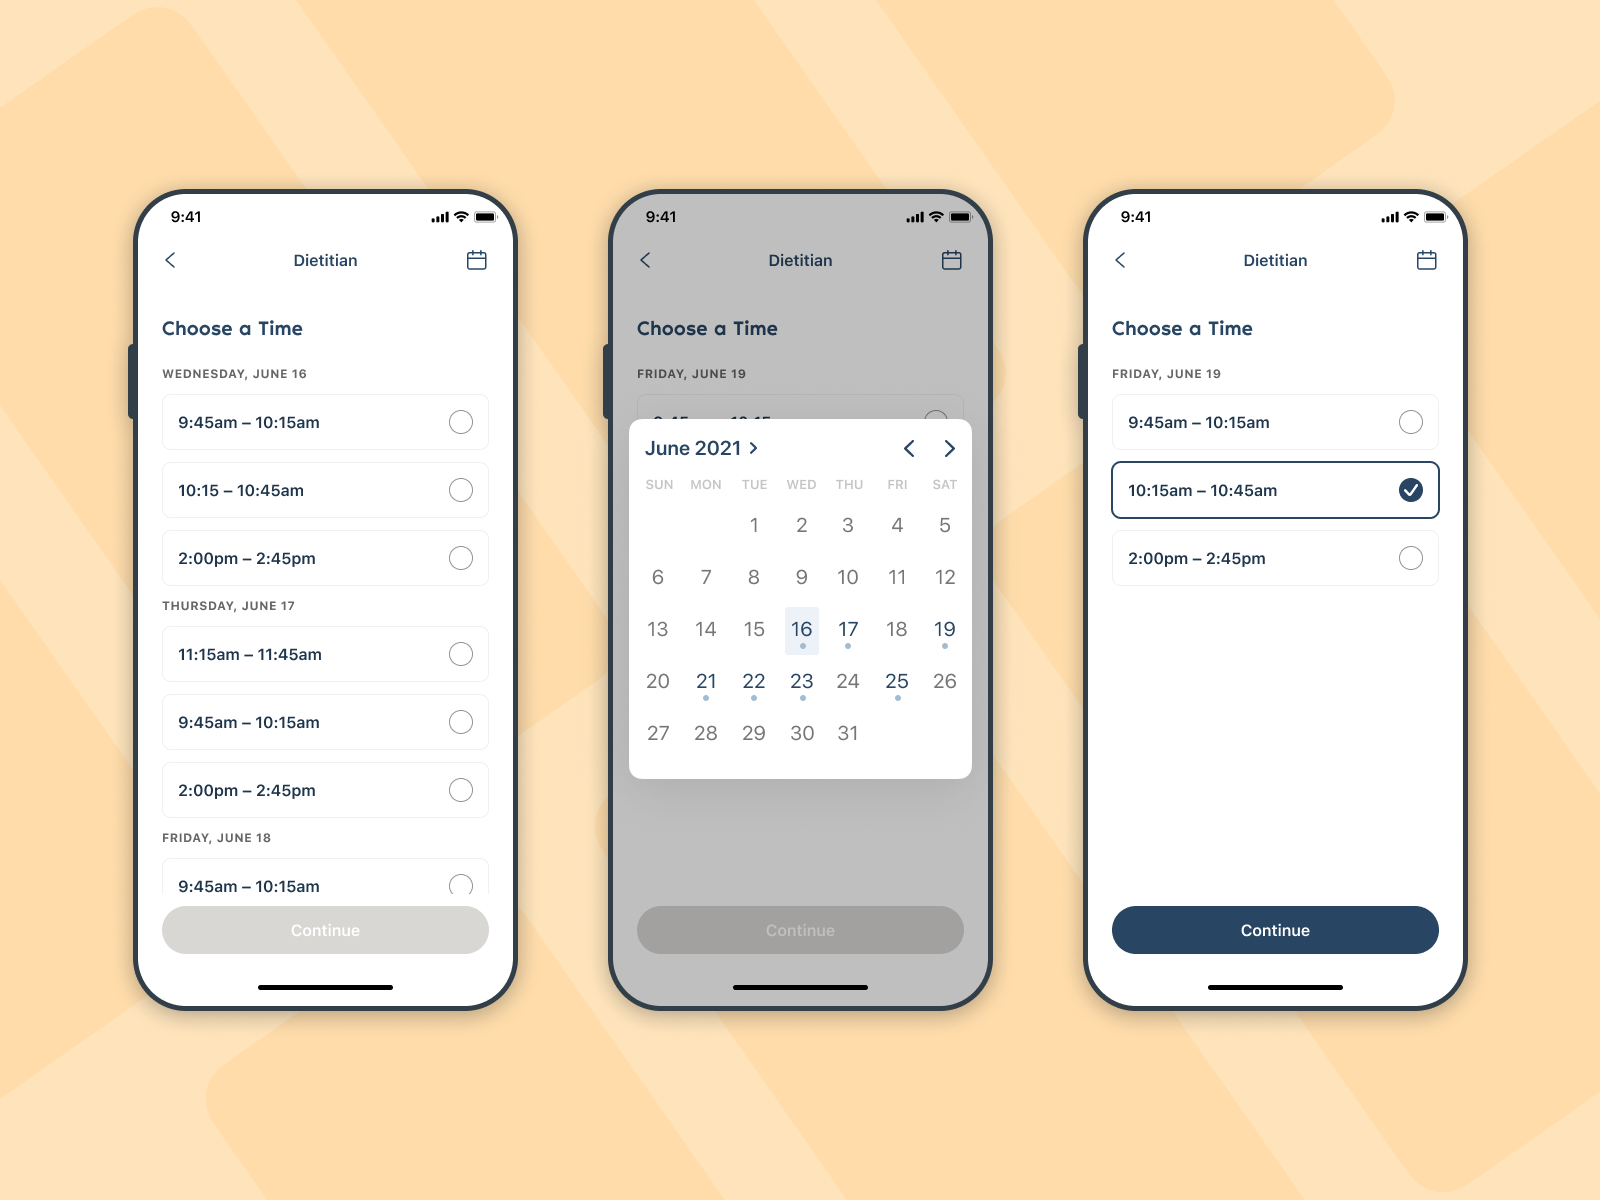 9:41
Dietitian
Choose a Time
WEDNESDAY, JUNE 16
9:45am – 10:15am
10:15 – 10:45am
2:00pm – 2:45pm
THURSDAY, JUNE 17
11:15am – 11:45am
9:45am – 10:15am
2:00pm – 2:45pm
FRIDAY, JUNE 18
9:45am – 10:15am
Continue
9:41
Dietitian
Choose a Time
FRIDAY, JUNE 19
June 2021
SUN MON TUE WED THU FRI SAT
1 2 3 4 5
6 7 8 9 10 11 12
13 14 15 16 17 18 19
20 21 22 23 24 25 26
27 28 29 30 31
Continue
9:41
Dietitian
Choose a Time
FRIDAY, JUNE 19
9:45am – 10:15am
10:15am – 10:45am
2:00pm – 2:45pm
Continue